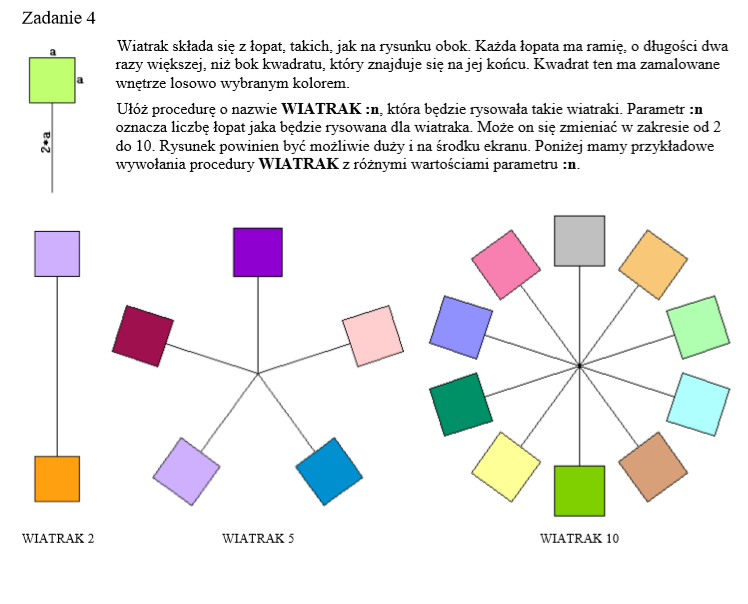 Zadanie 4
a
a
2*a
Wiatrak składa się z łopat, takich, jak na rysunku obok. Każda łopata ma ramię, o długości dwa
razy większej, niż bok kwadratu, który znajduje się na jej końcu. Kwadrat ten ma zamalowane
wnętrze losowo wybranym kolorem.
Ułóż procedurę o nazwie WIATRAK :n, która będzie rysowała takie wiatraki. Parametr :n
oznacza liczbę łopat jaka będzie rysowana dla wiatraka. Może on się zmieniać w zakresie od 2
do 10. Rysunek powinien być możliwie duży i na środku ekranu. Poniżej mamy przykładowe
wywołania procedury WIATRAK z różnymi wartościami parametru :n.
WIATRAK 2
WIATRAK 5
WIATRAK 10